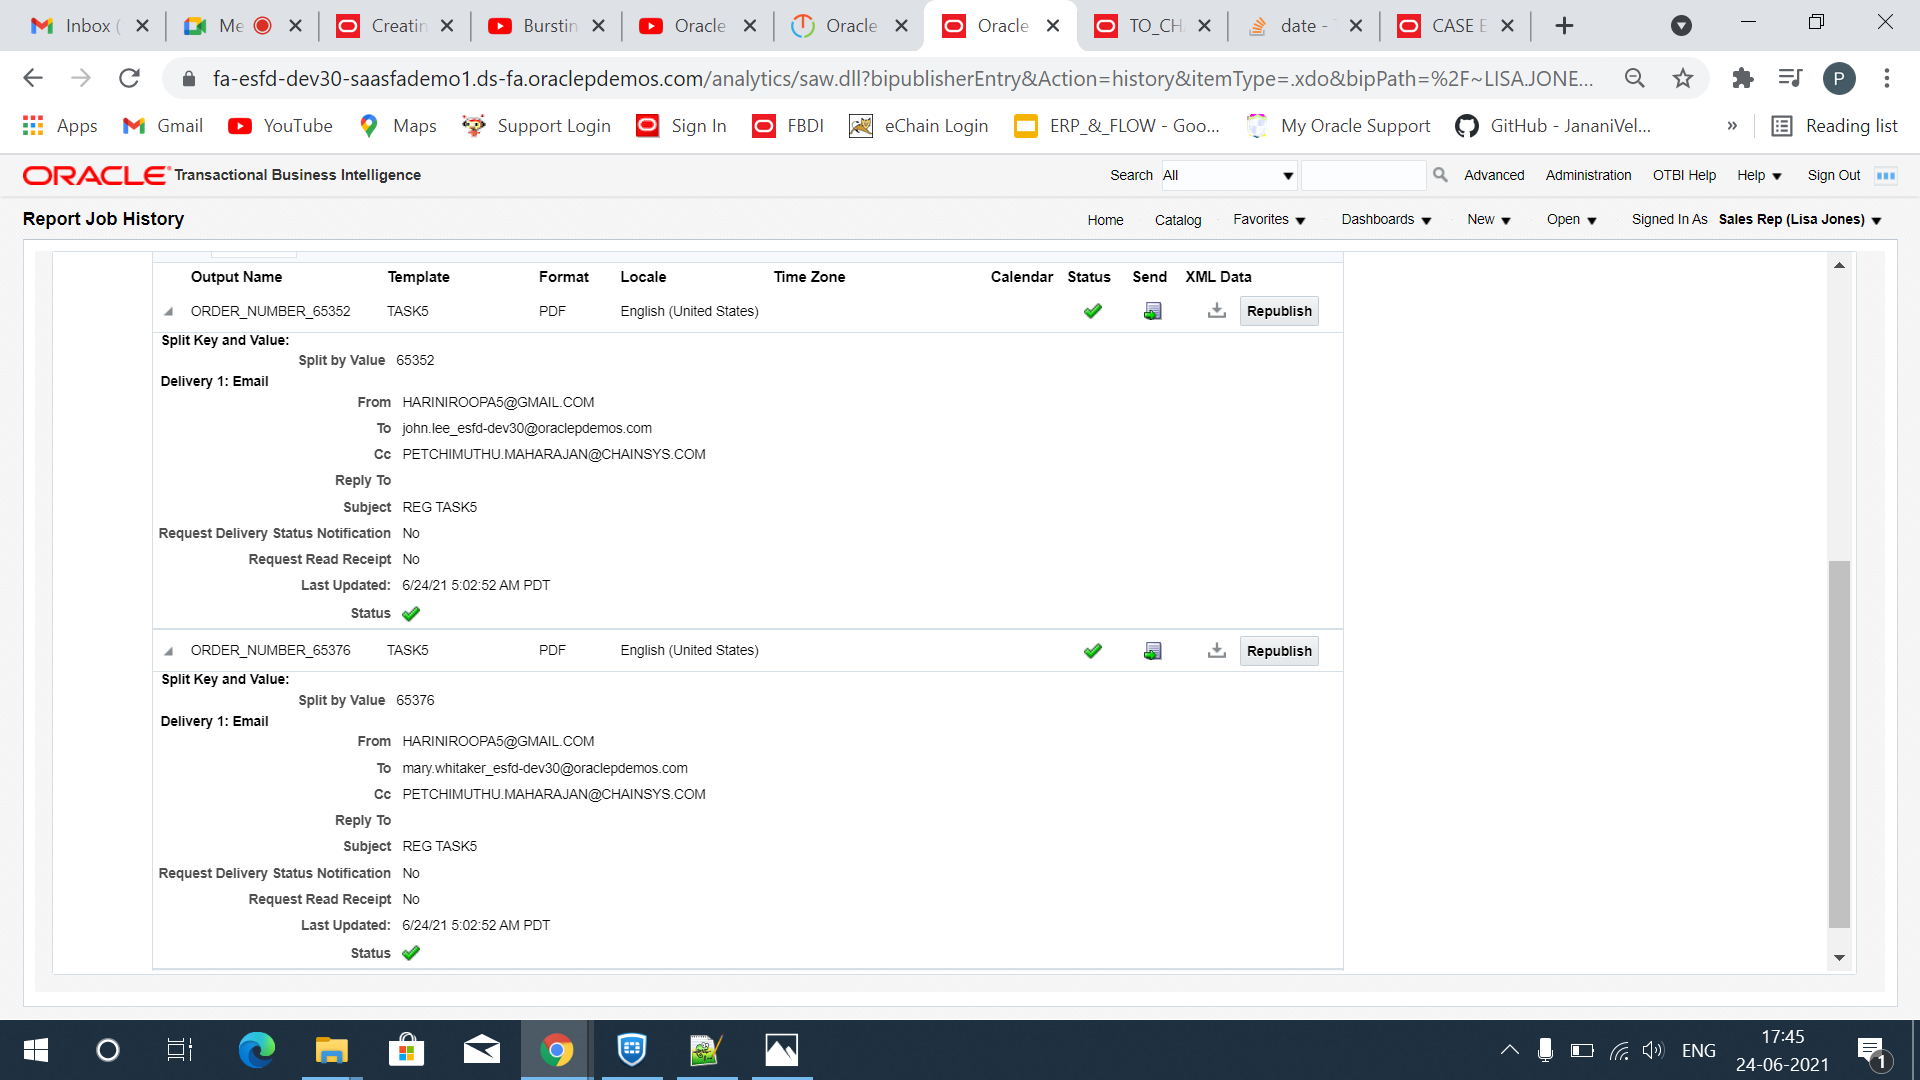 Inbox (
Me
Creatin
Burstin
Oracle
Oracle
Oracle
TO_CH
date -
CASE E
fa-esfd-dev30-saasfademo1.ds-fa.oraclepdemos.com/analytics/saw.dll?bipublisherEntry&Action=history&itemType=.xdo&bipPath=%2F~LISA.JONE...
P
Apps
Gmail
YouTube
Maps
Support Login
Sign In
FBDI
eChain Login
ERP_&_FLOW - Goo...
My Oracle Support
GitHub - JananiVel...
»
Reading list
ORACLE Transactional Business Intelligence
Search All Advanced Administration OTBI Help Help Sign Out
Report Job History
Home Catalog Favorites Dashboards New Open Signed In As Sales Rep (Lisa Jones)
Output Name Template Format Locale Time Zone Calendar Status Send XML Data
ORDER_NUMBER_65352 TASK5 PDF English (United States) Republish
Split Key and Value:
Split by Value 65352
Delivery 1: Email
From HARINIROOPA5@GMAIL.COM
To john.lee_esfd-dev30@oraclepdemos.com
Cc PETCHIMUTHU.MAHARAJAN@CHAINSYS.COM
Reply To
Subject REG TASK5
Request Delivery Status Notification No
Request Read Receipt No
Last Updated: 6/24/21 5:02:52 AM PDT
Status
ORDER_NUMBER_65376 TASK5 PDF English (United States) Republish
Split Key and Value:
Split by Value 65376
Delivery 1: Email
From HARINIROOPA5@GMAIL.COM
To mary.whitaker_esfd-dev30@oraclepdemos.com
Cc PETCHIMUTHU.MAHARAJAN@CHAINSYS.COM
Reply To
Subject REG TASK5
Request Delivery Status Notification No
Request Read Receipt No
Last Updated: 6/24/21 5:02:52 AM PDT
Status
ENG
17:45
24-06-2021
1